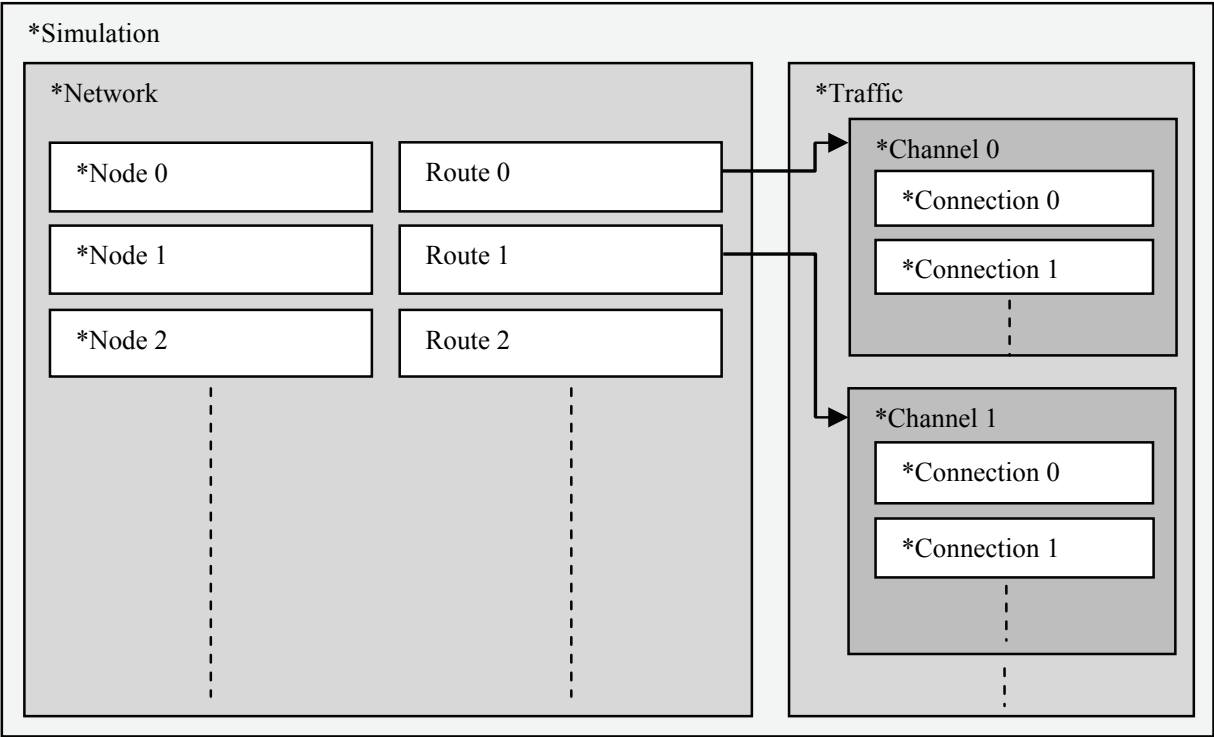 *Simulation
*Network
*Node 0
Route 0
*Node 1
Route 1
*Node 2
Route 2
*Traffic
*Channel 0
*Connection 0
*Connection 1
*Channel 1
*Connection 0
*Connection 1